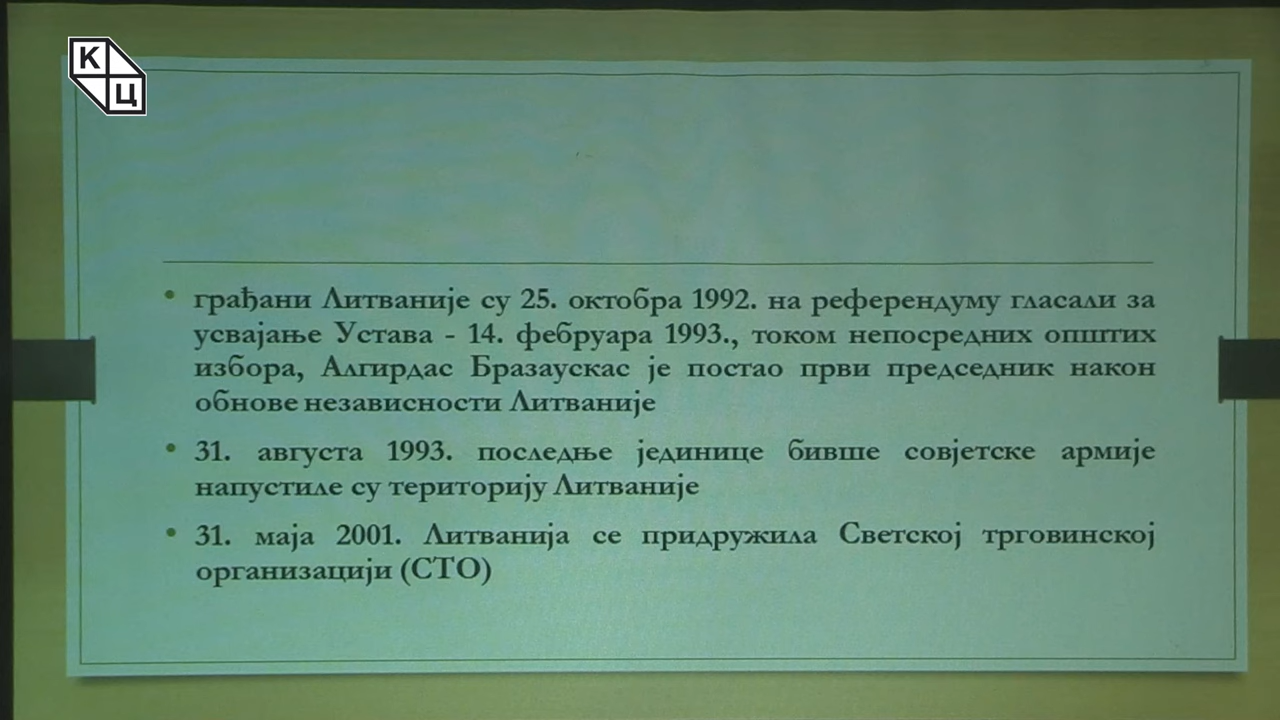 К
Ц
грађани Литваније су 25. октобра 1992. на референдуму гласали за
усвајање Устава - 14. фебруара 1993., током непосредних општих
избора, Алгирдас Бразаускас је постао први председник након
обнове независности Литваније
31. августа 1993. последње јединице бивше совјетске армије
напустиле су територију Литваније
31. маја 2001. Литванија се придружила Светској трговинској
организацији (СТО)